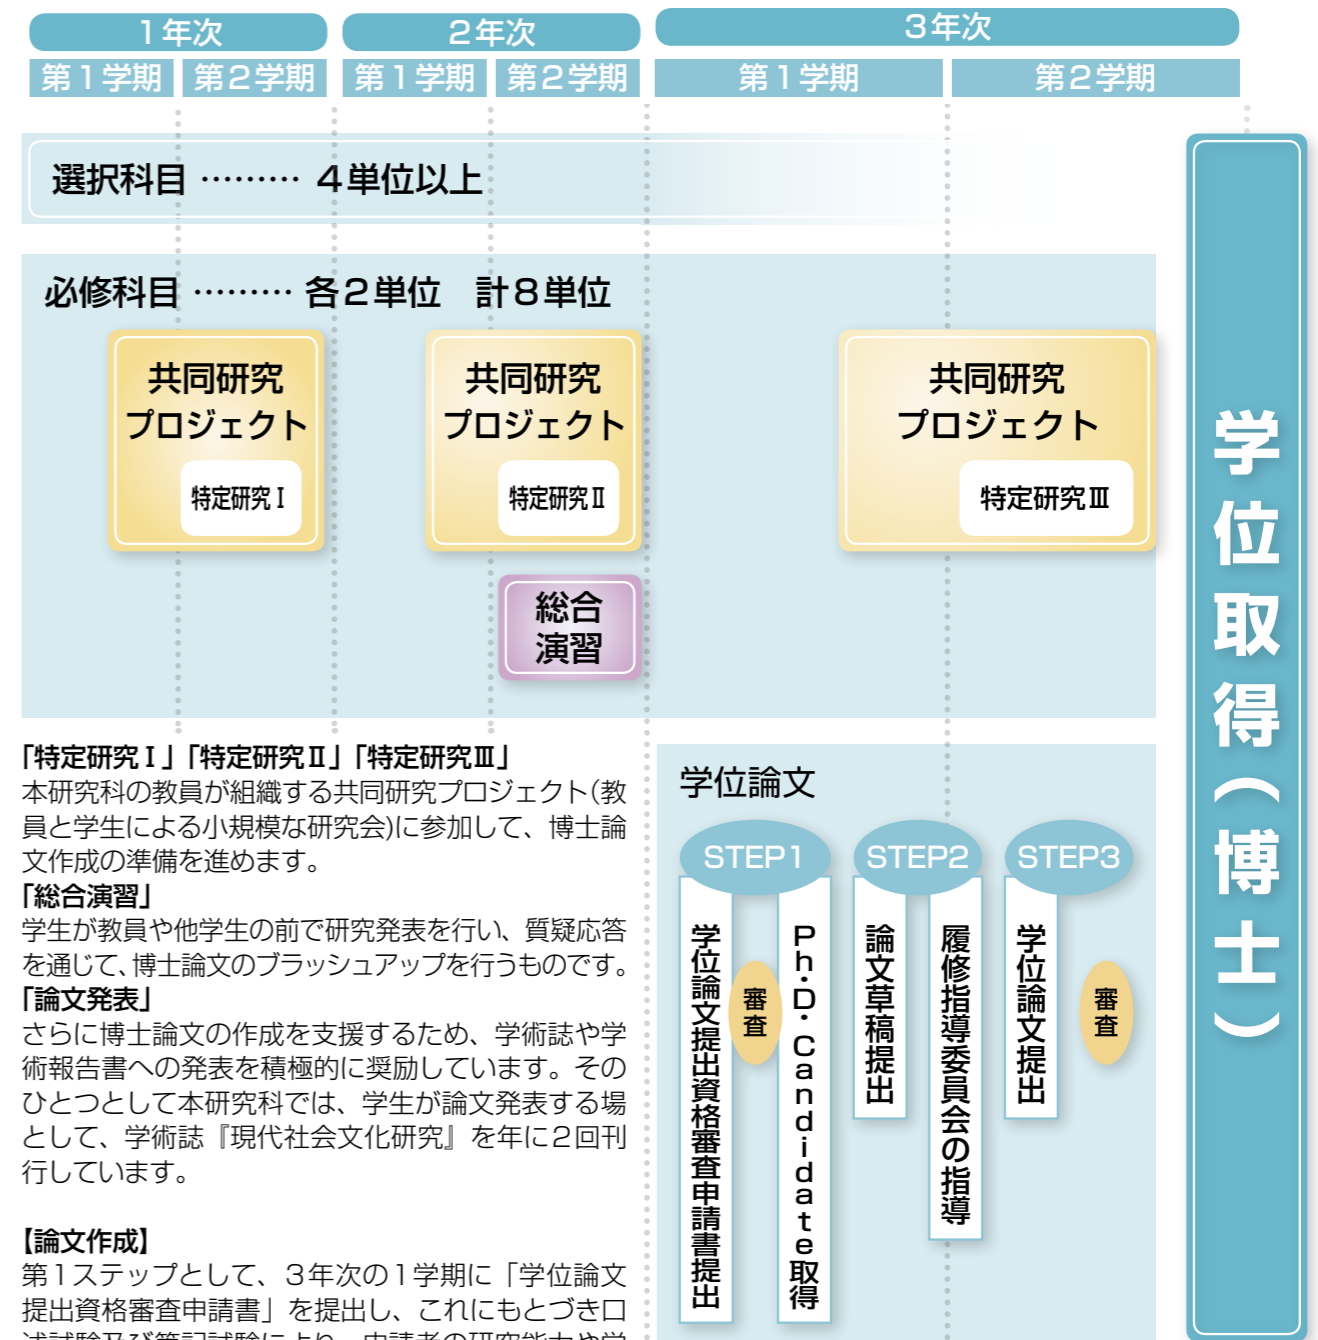 1年次
2年次
3年次
第1学期
第2学期
第1学期
第2学期
第1学期
第2学期
選択科目 ……… 4単位以上
必修科目 ……… 各2単位　計8単位
共同研究
プロジェクト
特定研究Ⅰ
共同研究
プロジェクト
特定研究Ⅱ
共同研究
プロジェクト
特定研究Ⅲ
総合
演習
学位取得（博士）
「特定研究Ⅰ」「特定研究Ⅱ」「特定研究Ⅲ」
本研究科の教員が組織する共同研究プロジェクト(教
員と学生による小規模な研究会)に参加して、博士論
文作成の準備を進めます。
「総合演習」
学生が教員や他学生の前で研究発表を行い、質疑応答
を通じて、博士論文のブラッシュアップを行うものです。
「論文発表」
さらに博士論文の作成を支援するため、学術誌や学
術報告書への発表を積極的に奨励しています。その
ひとつとして本研究科では、学生が論文発表する場
として、学術誌『現代社会文化研究』を年に2回刊
行しています。
【論文作成】
第1ステップとして、3年次の1学期に「学位論文
提出資格審査申請書」を提出し、これにもとづき口
述試験及び筆記試験により、申請者の研究能力や学
学位論文
STEP1
学位論文提出資格審査申請書提出
審査
Ph・D・Candidate取得
STEP2
論文草稿提出
履修指導委員会の指導
STEP3
学位論文提出
審査